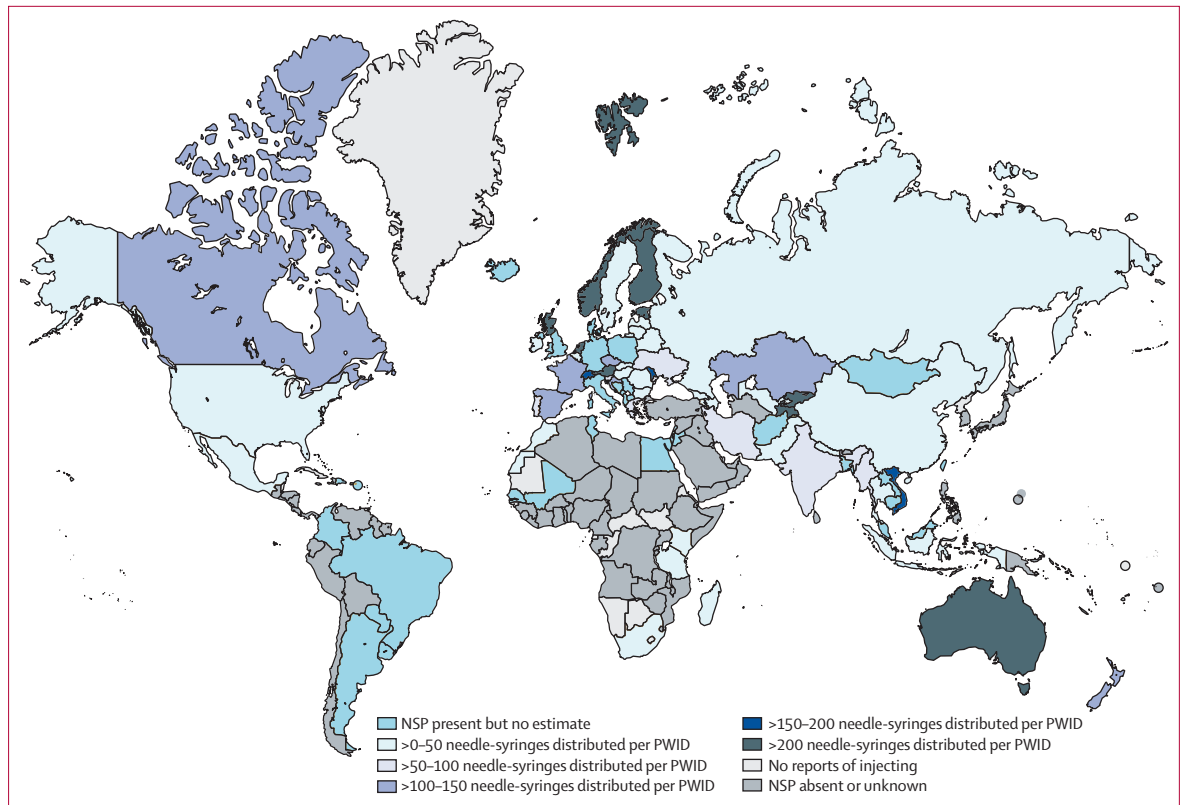 NSP present but no estimate
>0–50 needle-syringes distributed per PWID
>50–100 needle-syringes distributed per PWID
>100–150 needle-syringes distributed per PWID
>150–200 needle-syringes distributed per PWID
>200 needle-syringes distributed per PWID
No reports of injecting
NSP absent or unknown